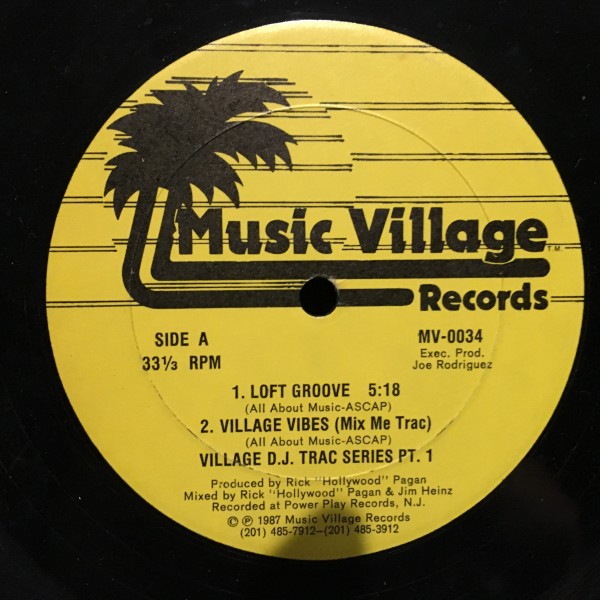 Music Village T.M.
Records
SIDE A
33⅓ RPM
MV-0034
Exec. Prod.
Joe Rodriguez
1. LOFT GROOVE 5:18
(All About Music-ASCAP)
2. VILLAGE VIBES (Mix Me Trac)
(All About Music-ASCAP)
VILLAGE D.J. TRAC SERIES PT. 1
Produced by Rick "Hollywood" Pagan
Mixed by Rick "Hollywood" Pagan & Jim Heinz
Recorded at Power Play Records, N.J.
© ℗ 1987 Music Village Records
(201) 485-7912—(201) 485-3912